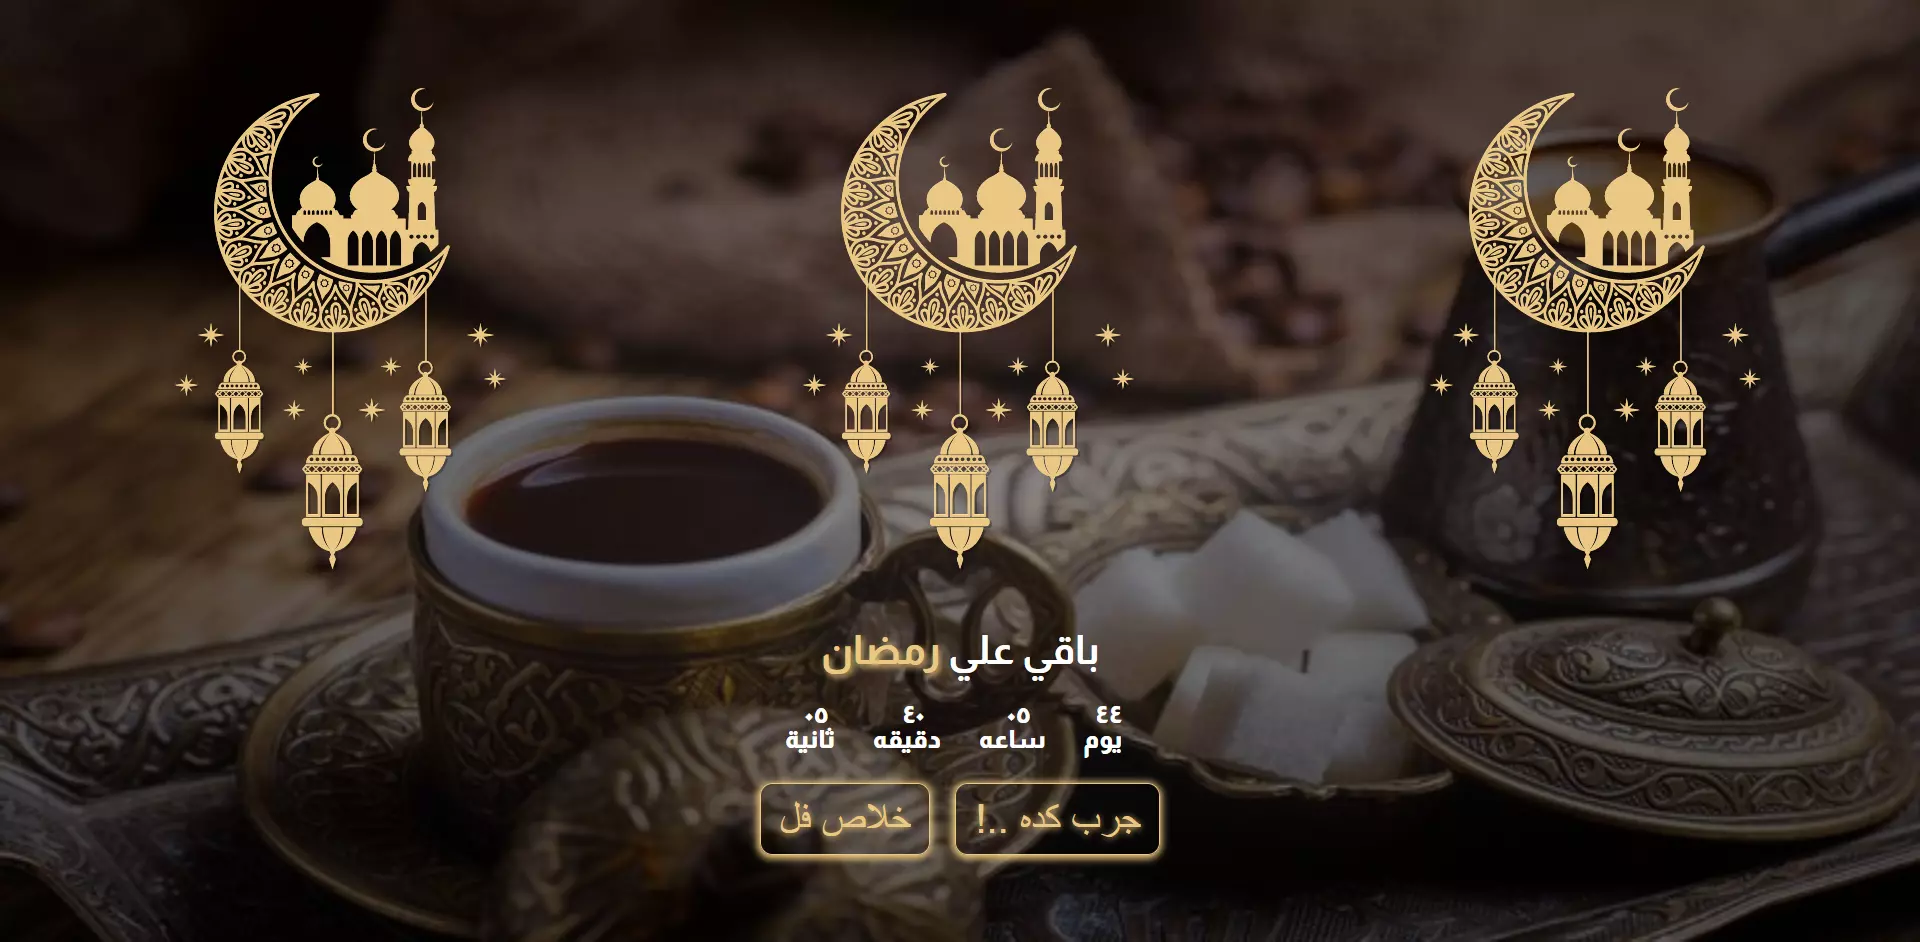 باقي علي رمضان
٤٤ ٠٥ ٤٠ ٠٥
يوم ساعه دقيقه ثانية
جرب كده ..! خلاص فل